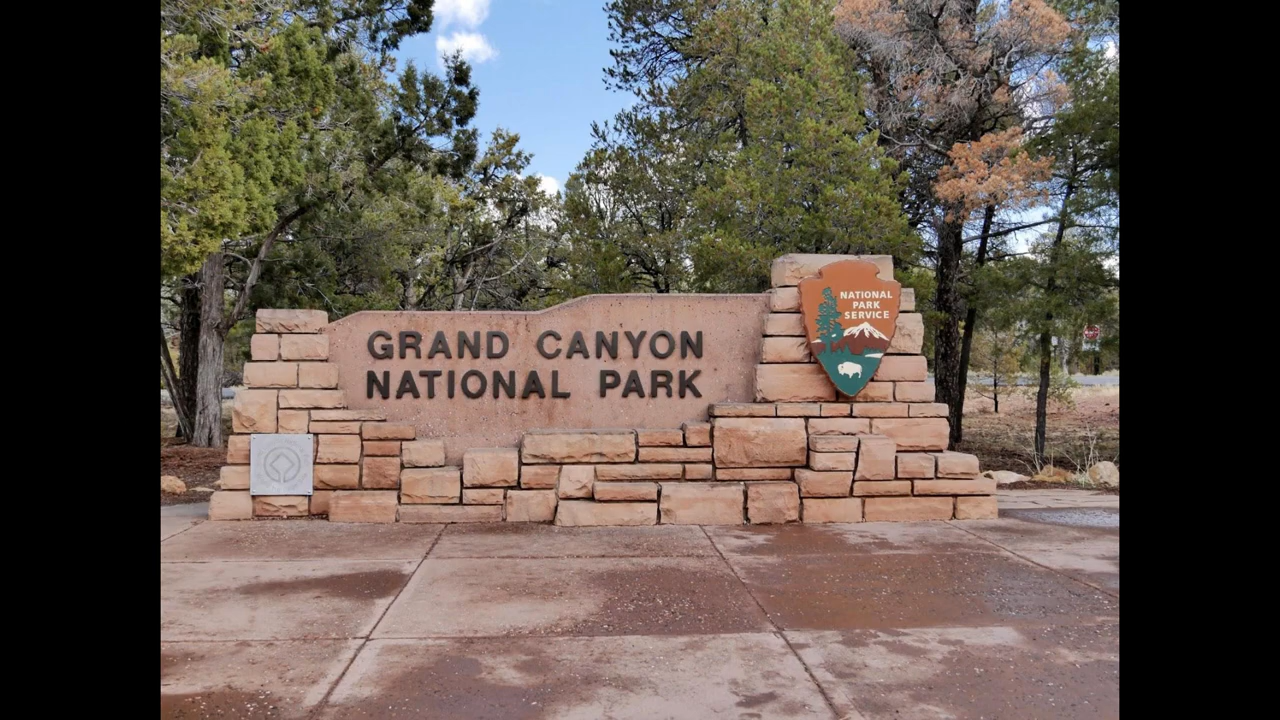 GRAND CANYON
NATIONAL PARK
NATIONAL
PARK
SERVICE